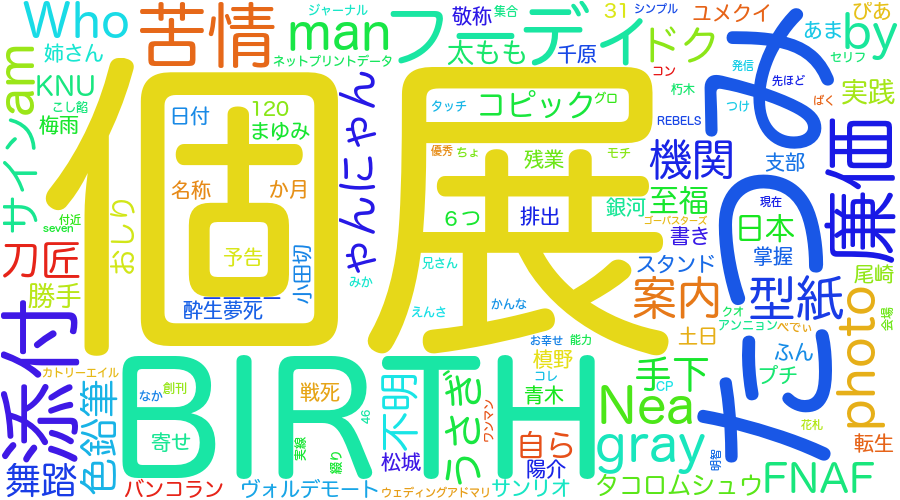 Who
苦情
man
ジャーナル
フーディイ
敬称
集合
31
シンプル
ユメクイ
ぴあ
by
姉さん
ネットプリントデータ
太もも
千原
ドク
あま
セリフ
KNU
am
こし餡
梅雨
個展
みつだ
発信
コン
先ほど
ぱく
実践
日付
120
まゆみ
ゃんにゃん
タッチ
コピック
グロ
朽木
つけ
REBELS
サイン
優秀
ちょ
残業
モチ
機関
支部
廉価
名称
か月
6つ
排出
銀河
至福
ゴーバスターズ
現在
日本
付近
seven
おしり
書き
刀匠
予告
小田切
兄さん
スタンド
掌握
尾崎
勝手
みか
えんさ
かんな
案内
型紙
photo
クオ
アンニョン
会場
添付
酔生夢死
土日
べでぃ
お幸せ
能力
槙野
ふん
カトリーエイル
BIRTH
なか
創刊
戦死
46
不明
うさぎ
コレ
青木
手下
CP
プチ
色鉛筆
寄せ
実線
綴り
ワンマン
Nea
花札
松城
自ら
gray
明智
転生
陽介
舞踏
バンコラン
ヴォルデモート
ウェディングアドマリ
サンリオ
タコロムシュウ
FNAF